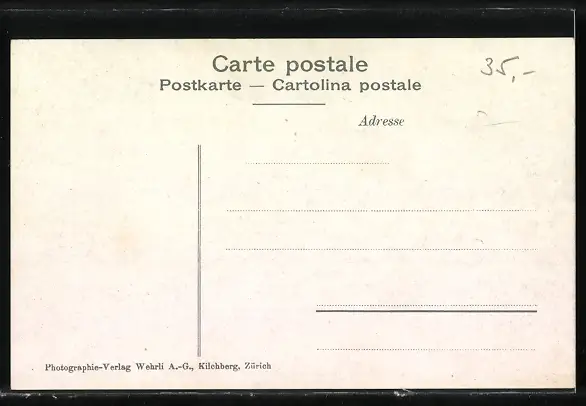 Carte postale
35,-
Postkarte — Cartolina postale
Adresse
Photographie-Verlag Wehrli A.-G., Kilchberg, Zürich